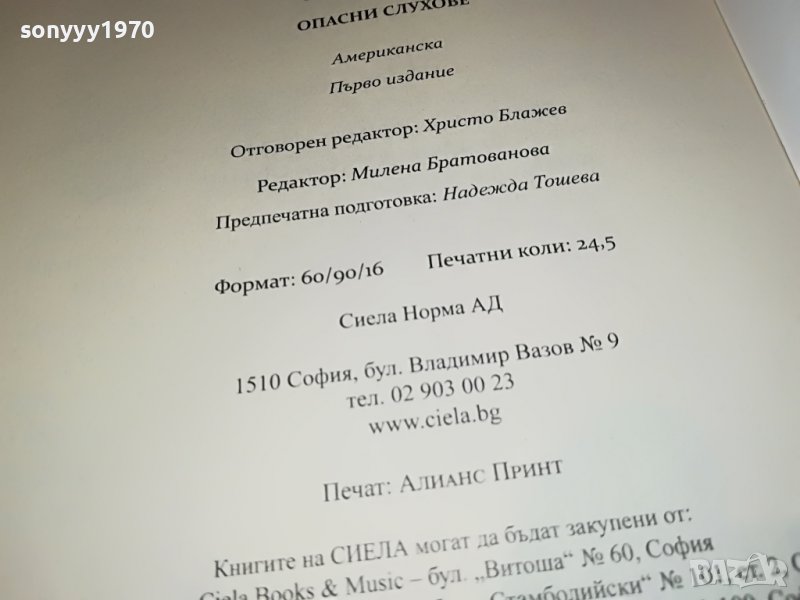 sonyyy1970
ОПАСНИ СЛУХОВЕ
Американска
Първо издание
Отговорен редактор: Христо Блажев
Редактор: Милена Братованова
Предпечатна подготовка: Надежда Тошева
Формат: 60/90/16 Печатни коли: 24,5
Сиела Норма АД
1510 София, бул. Владимир Вазов № 9
тел. 02 903 00 23
www.ciela.bg
Печат: Алианс Принт
Книгите на СИЕЛА могат да бъдат закупени от:
Ciela Books & Music – бул. „Витоша“ № 60, София
Стамболийски“ №
BAZAR